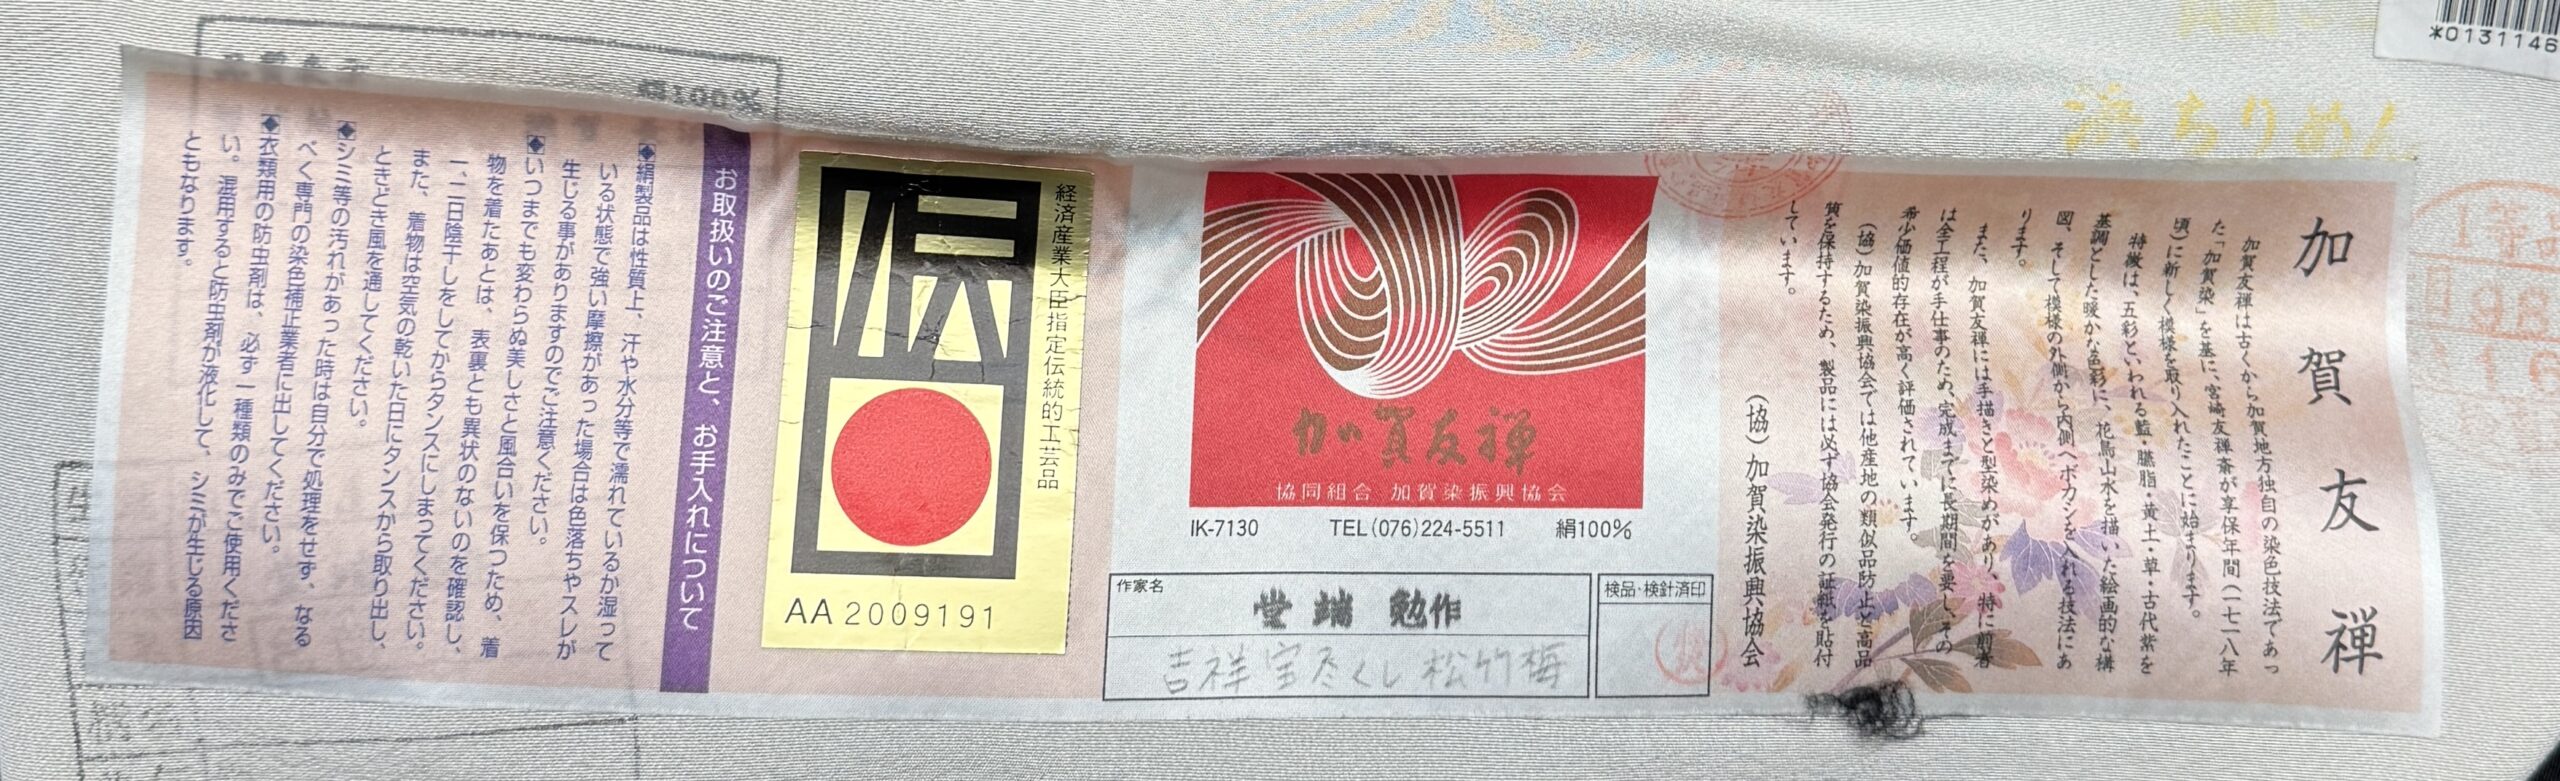 *0131146
浜ちりめん
加賀友禅
加賀友禅は古くから加賀地方独自の染色技法であっ
た「加賀染」を基に、宮崎友禅斎が享保年間(一七一八年
頃)に新しく模様を取り入れたことに始まります。
特徴は、五彩といわれる藍・臙脂・黄土・草・古代紫を
基調とした暖かな色彩に、花鳥山水を描いた絵画的な構
図、そして模様の外側から内側へボカシを入れる技法にあ
ります。
また、加賀友禅には手描きと型染めがあり、特に前者
は全工程が手仕事のため、完成までに長期間を要し、その
希少価値的存在が高く評価されています。
(協)加賀染振興協会では他産地の類似品防止と高品
質を保持するため、製品には必ず協会発行の証紙を貼付
しています。
(協)加賀染振興協会
加賀友禅
協同組合 加賀染振興協会
IK-7130 TEL(076)224-5511 絹100%
作家名
勉作
吉祥宝尽くし松竹梅
検品・検針済印
経済産業大臣指定伝統的工芸品
伝
AA2009191
お取扱いのご注意と、お手入れについて
◆絹製品は性質上、汗や水分等で濡れているか湿って
いる状態で強い摩擦があった場合は色落ちやスレが
生じる事がありますのでご注意ください。
◆いつまでも変わらぬ美しさと風合いを保つため、着
物を着たあとは、表裏とも異状のないのを確認し、
一、二日陰干しをしてからタンスにしまってください。
また、着物は空気の乾いた日にタンスから取り出し、
ときどき風を通してください。
◆シミ等の汚れがあった時は自分で処理をせず、なる
べく専門の染色補正業者に出してください。
◆衣類用の防虫剤は、必ず一種類のみでご使用くださ
い。混用すると防虫剤が液化して、シミが生じる原因
ともなります。
絹100%